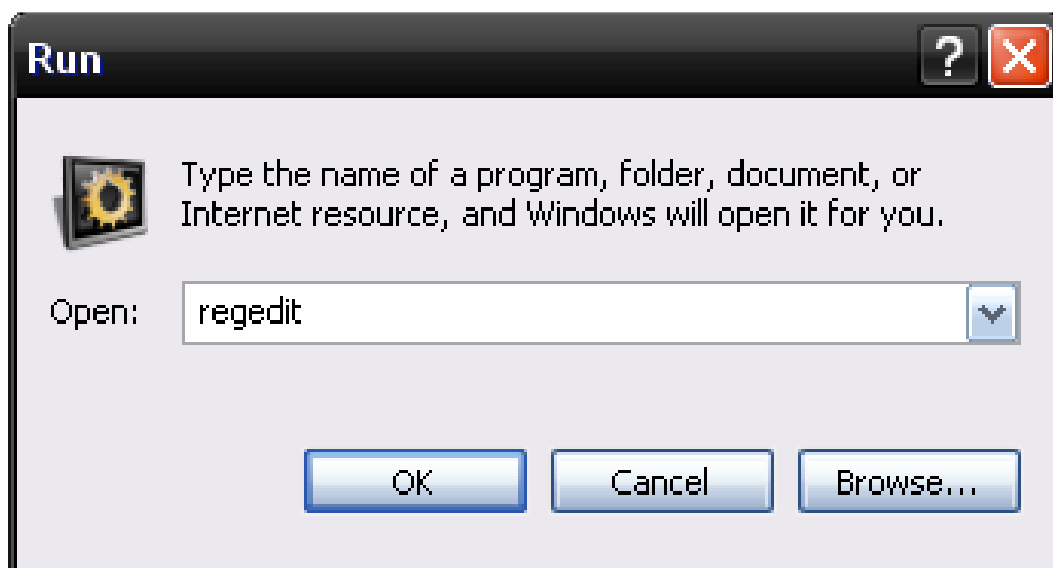 Run
Type the name of a program, folder, document, or
Internet resource, and Windows will open it for you.
Open: regedit
OK Cancel Browse...